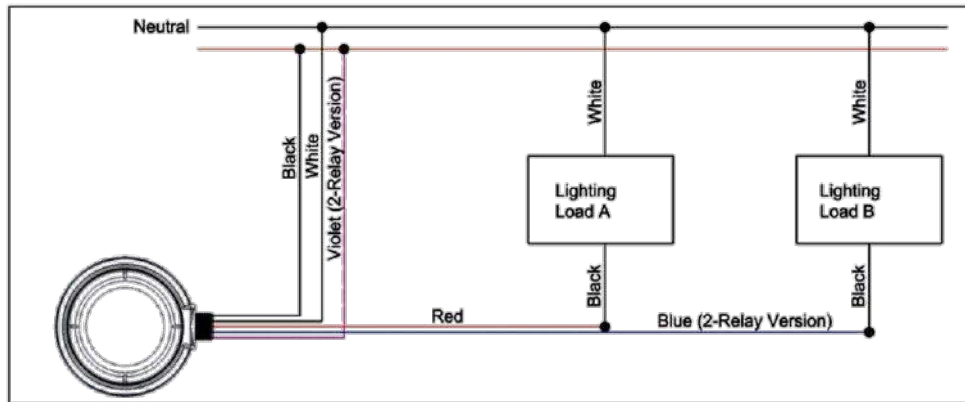 Neutral
Black
White
Violet (2-Relay Version)
White
White
Lighting
Load A
Lighting
Load B
Black
Black
Red
Blue (2-Relay Version)